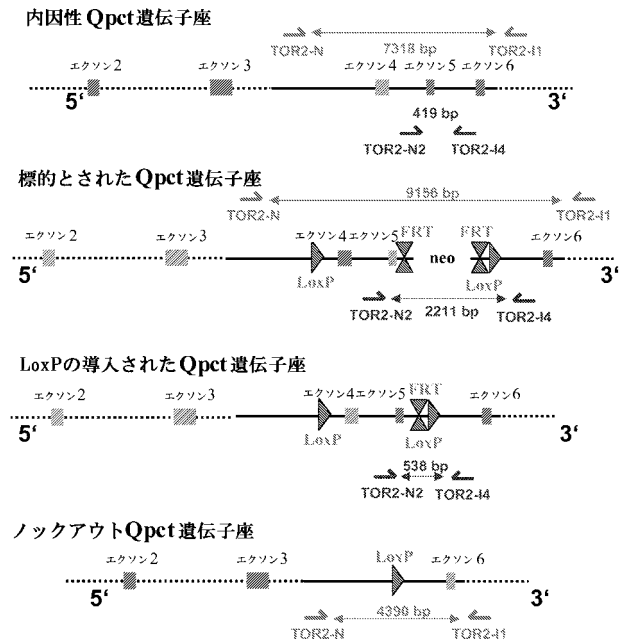 内因性Qpct遺伝子座
TOR2-N 7318 bp TOR2-I1
エクソン2 エクソン3 エクソン4 エクソン5 エクソン6
5‘ 3‘
419 bp
TOR2-N2 TOR2-I4
標的とされたQpct遺伝子座
9156 bp
TOR2-N TOR2-I1
エクソン2 エクソン3 エクソン4 エクソン5 FRT FRT エクソン6
neo
5‘ LoxP LoxP 3‘
TOR2-N2 2211 bp TOR2-I4
LoxPの導入されたQpct遺伝子座
エクソン2 エクソン3 エクソン4 エクソン5 FRT エクソン6
5‘ LoxP LoxP 3‘
538 bp
TOR2-N2 TOR2-I4
ノックアウトQpct遺伝子座
エクソン2 エクソン3 LoxP エクソン6
5‘ 3‘
TOR2-N 4390 bp TOR2-I1